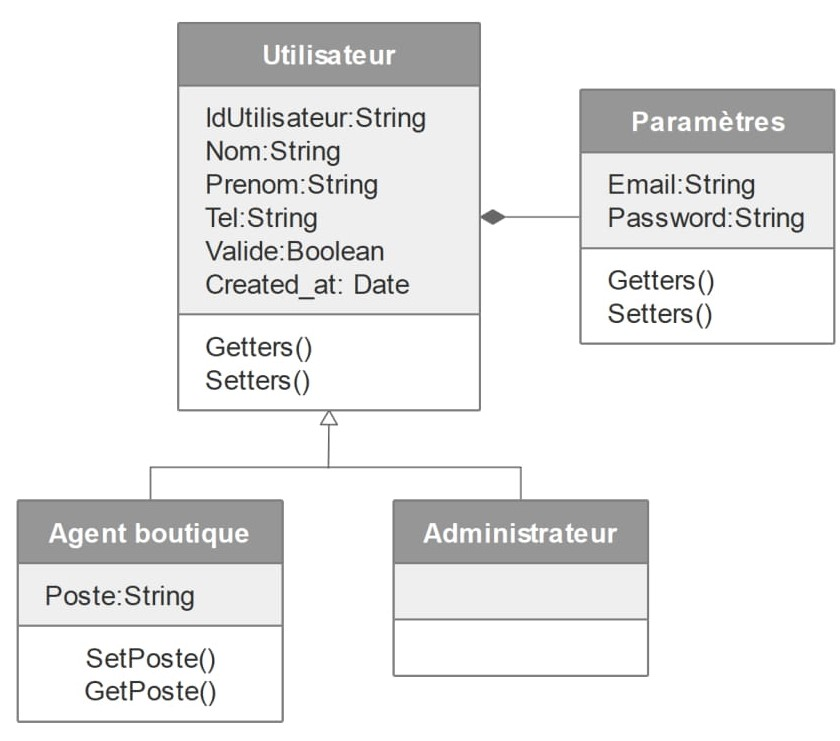 Utilisateur
IdUtilisateur:String
Nom:String
Prenom:String
Tel:String
Valide:Boolean
Created_at: Date
Getters()
Setters()
Paramètres
Email:String
Password:String
Getters()
Setters()
Agent boutique
Poste:String
SetPoste()
GetPoste()
Administrateur